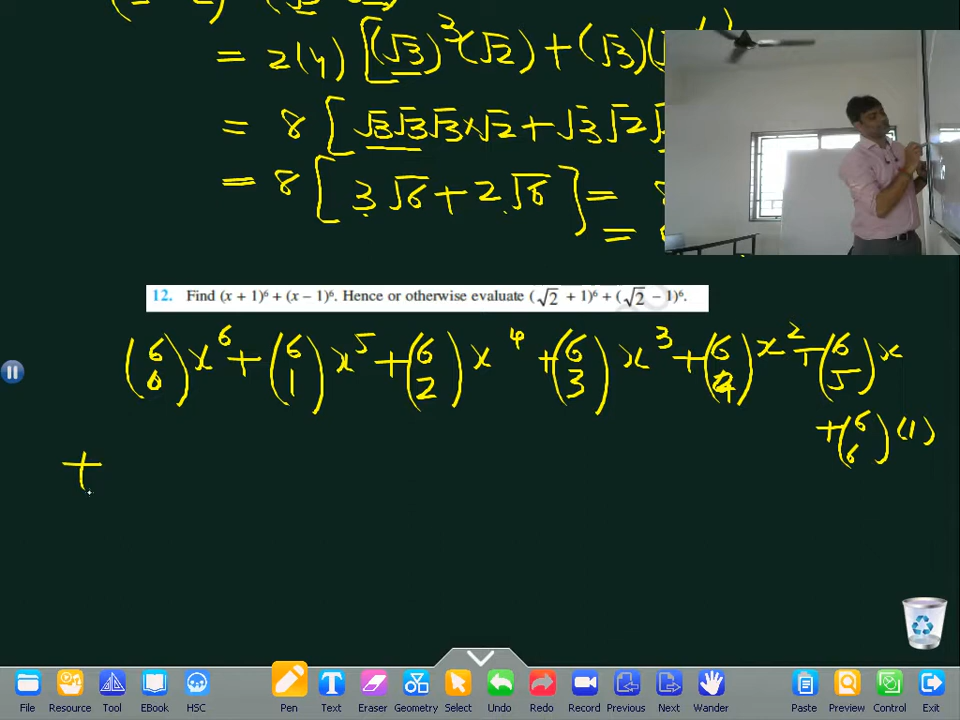 = 2(4) [(√3)³(√2) + (√3)(
= 8 [ √3√3√3×√2 + √3√2
= 8 [ 3√6 + 2√6 ] =
=
12. Find (x + 1)⁶ + (x − 1)⁶. Hence or otherwise evaluate (√2 + 1)⁶ + (√2 − 1)⁶.
(6 0) x⁶ + (6 1) x⁵ + (6 2) x⁴ + (6 3) x³ + (6 4) x² + (6 5) x
+ (6 6) (1)
+
File Resource Tool EBook HSC Pen Text Eraser Geometry Select Undo Redo Record Previous Next Wander Paste Preview Control Exit